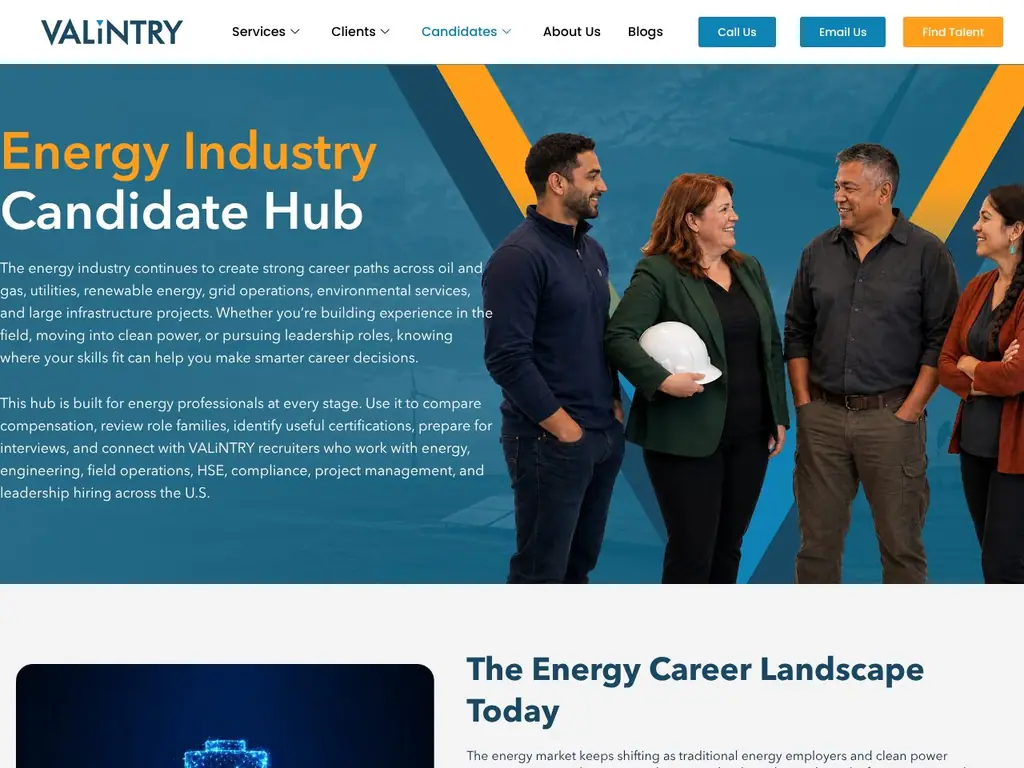 VALiNTRY
Services
Clients
Candidates
About Us
Blogs
Call Us
Email Us
Find Talent
Energy Industry
Candidate Hub
The energy industry continues to create strong career paths across oil and
gas, utilities, renewable energy, grid operations, environmental services,
and large infrastructure projects. Whether you’re building experience in the
field, moving into clean power, or pursuing leadership roles, knowing
where your skills fit can help you make smarter career decisions.
This hub is built for energy professionals at every stage. Use it to compare
compensation, review role families, identify useful certifications, prepare for
interviews, and connect with VALiNTRY recruiters who work with energy,
engineering, field operations, HSE, compliance, project management, and
leadership hiring across the U.S.
The Energy Career Landscape
Today
The energy market keeps shifting as traditional energy employers and clean power